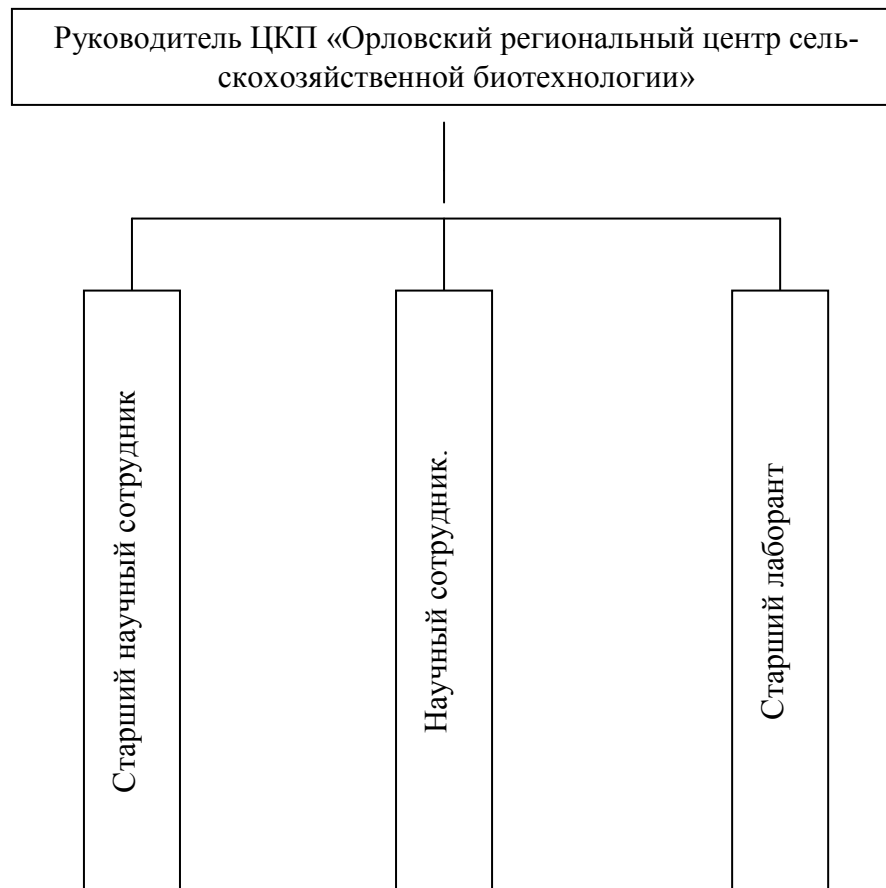 Руководитель ЦКП «Орловский региональный центр сель-
скохозяйственной биотехнологии»
Старший научный сотрудник
Научный сотрудник.
Старший лаборант